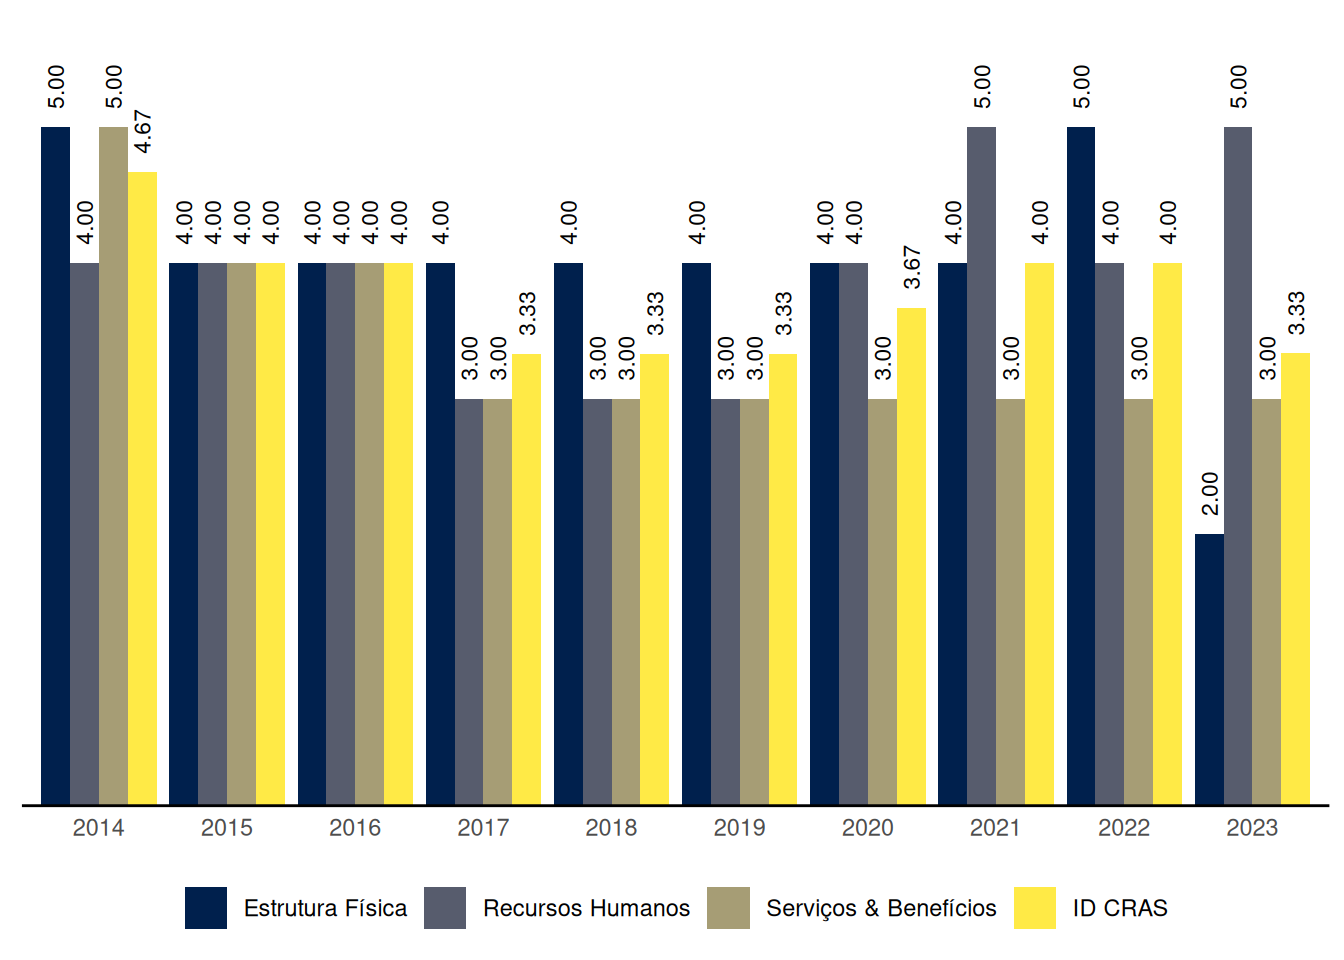 5.00 4.00 5.00 4.67 4.00 4.00 4.00 4.00 4.00 4.00 4.00 4.00 4.00 3.00 3.00 3.33 4.00 3.00 3.00 3.33 4.00 3.00 3.00 3.33 4.00 4.00 3.00 3.67 4.00 5.00 3.00 4.00 5.00 4.00 3.00 4.00 2.00 5.00 3.00 3.33
2014 2015 2016 2017 2018 2019 2020 2021 2022 2023
Estrutura Física Recursos Humanos Serviços & Benefícios ID CRAS